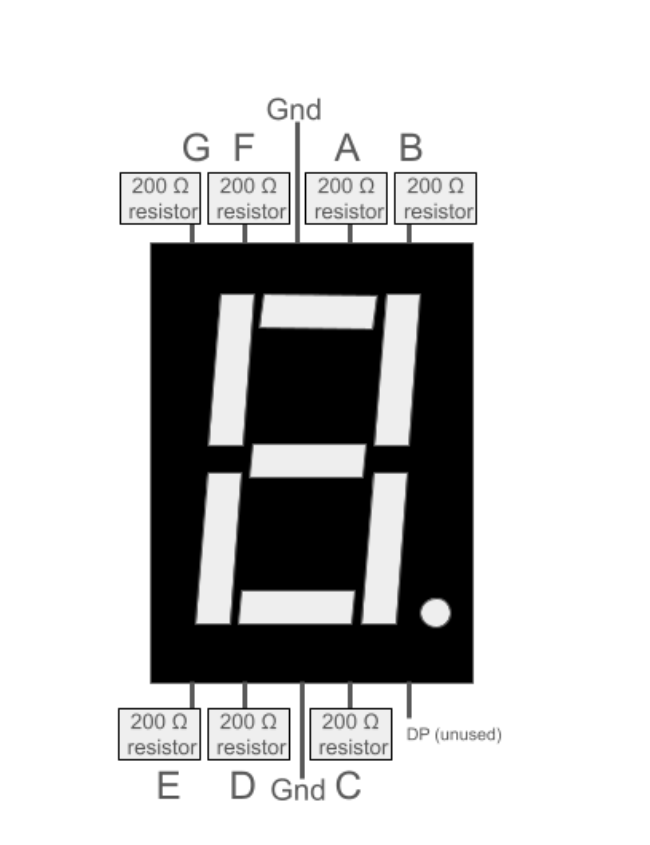 Gnd
G F A B
200 Ω 200 Ω 200 Ω 200 Ω
resistor resistor resistor resistor
200 Ω 200 Ω 200 Ω
resistor resistor resistor
DP (unused)
E D Gnd C